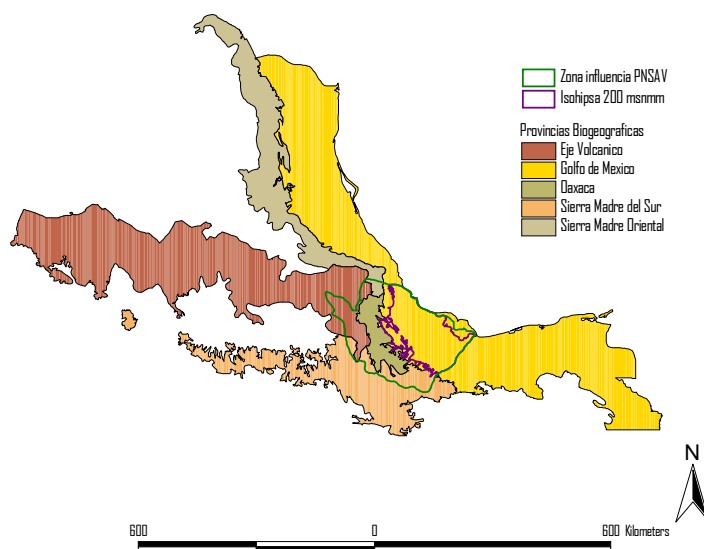 Zona influencia PNSAV
Isohipsa 200 msnmm
Provincias Biogeograficas
Eje Volcanico
Golfo de Mexico
Oaxaca
Sierra Madre del Sur
Sierra Madre Oriental
N
600 0 600 Kilometers